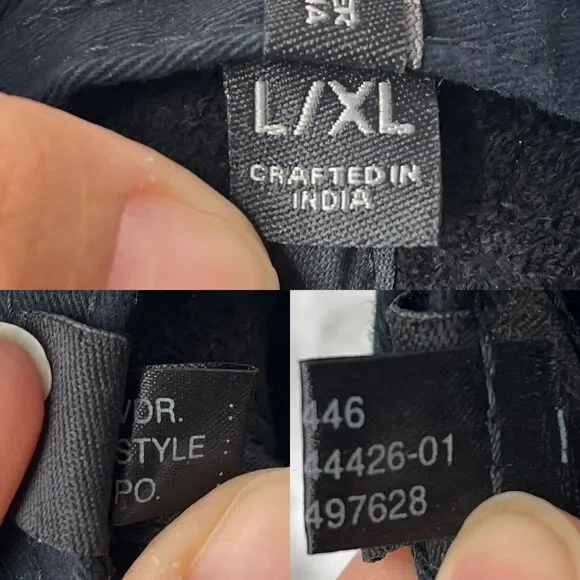 L/XL
CRAFTED IN
INDIA
VDR. :
STYLE :
PO. :
446
44426-01
497628